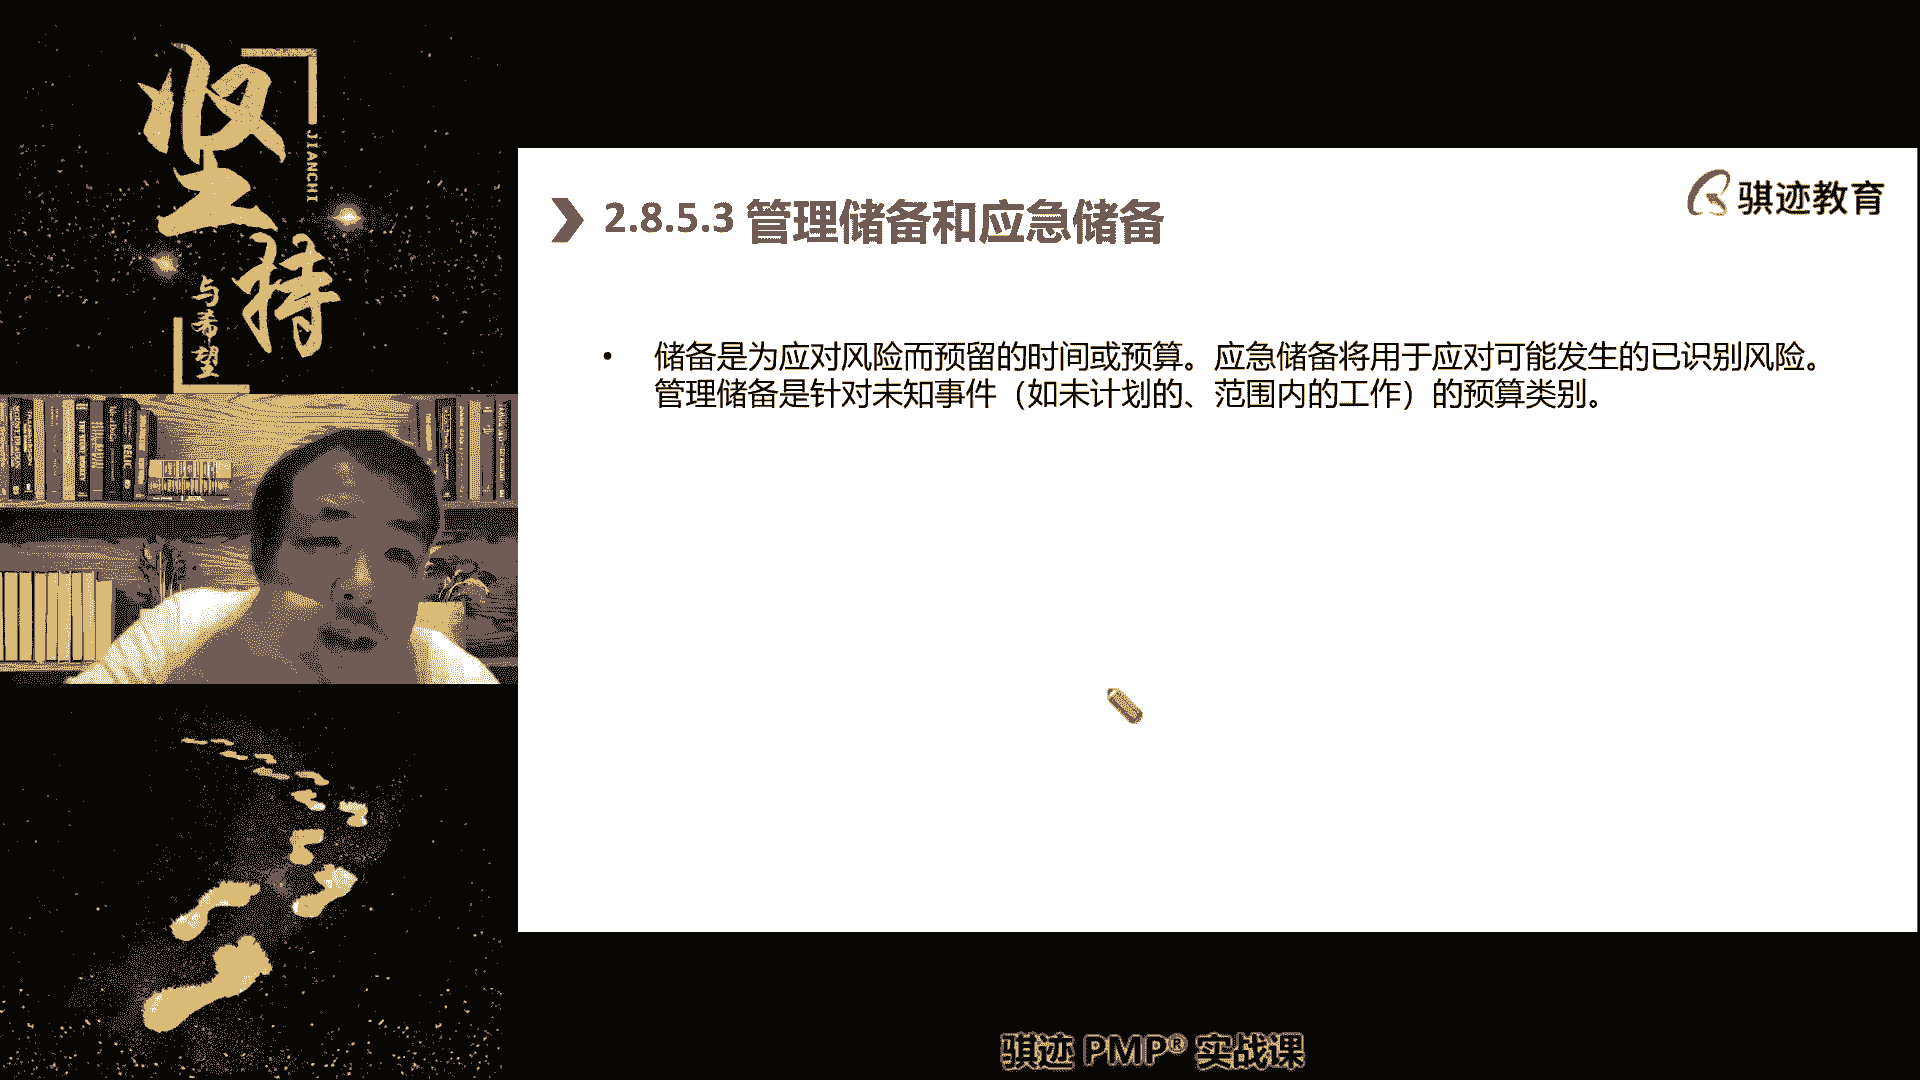 坚持
JIANCHI
与希望
2.8.5.3 管理储备和应急储备
骐迹教育
• 储备是为应对风险而预留的时间或预算。应急储备将用于应对可能发生的已识别风险。
管理储备是针对未知事件（如未计划的、范围内的工作）的预算类别。
骐迹 PMP® 实战课